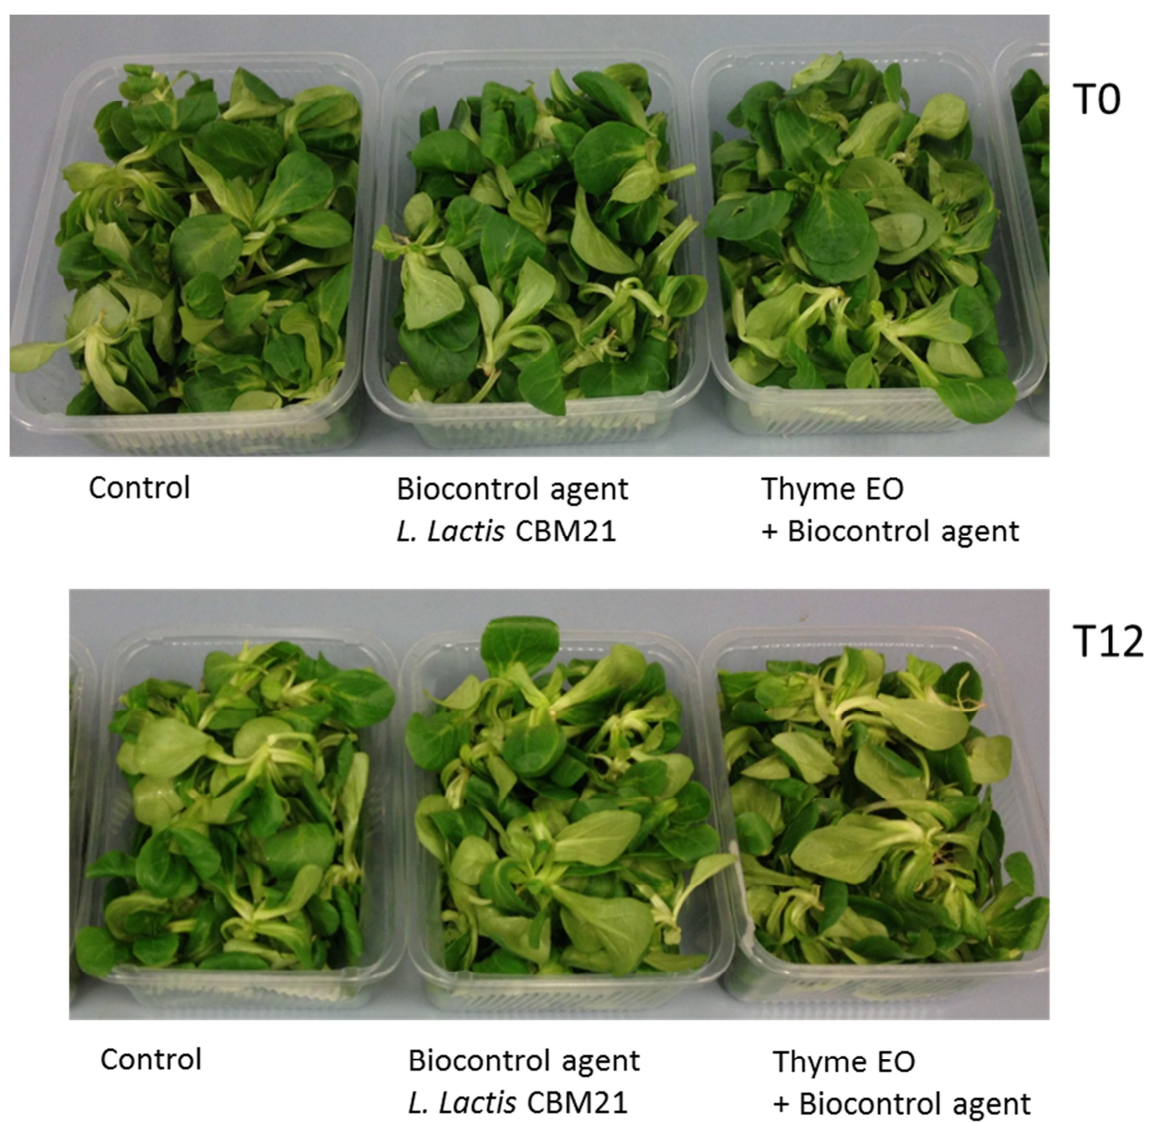 T0
Control
Biocontrol agent
L. Lactis CBM21
Thyme EO
+ Biocontrol agent
T12
Control
Biocontrol agent
L. Lactis CBM21
Thyme EO
+ Biocontrol agent